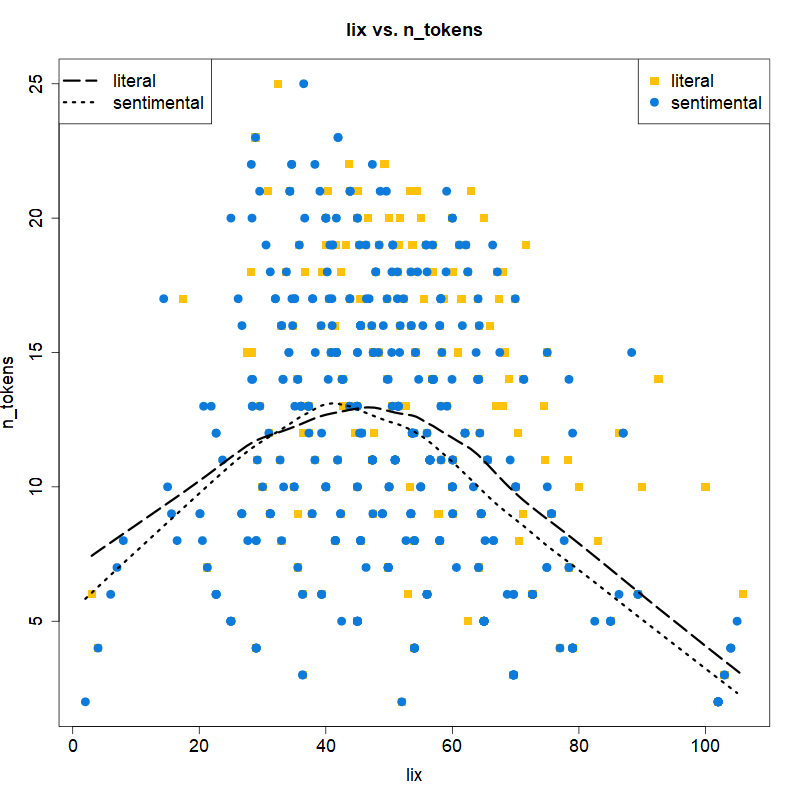 lix vs. n_tokens
literal
sentimental
literal
sentimental
25
20
15
10
5
n_tokens
0 20 40 60 80 100
lix